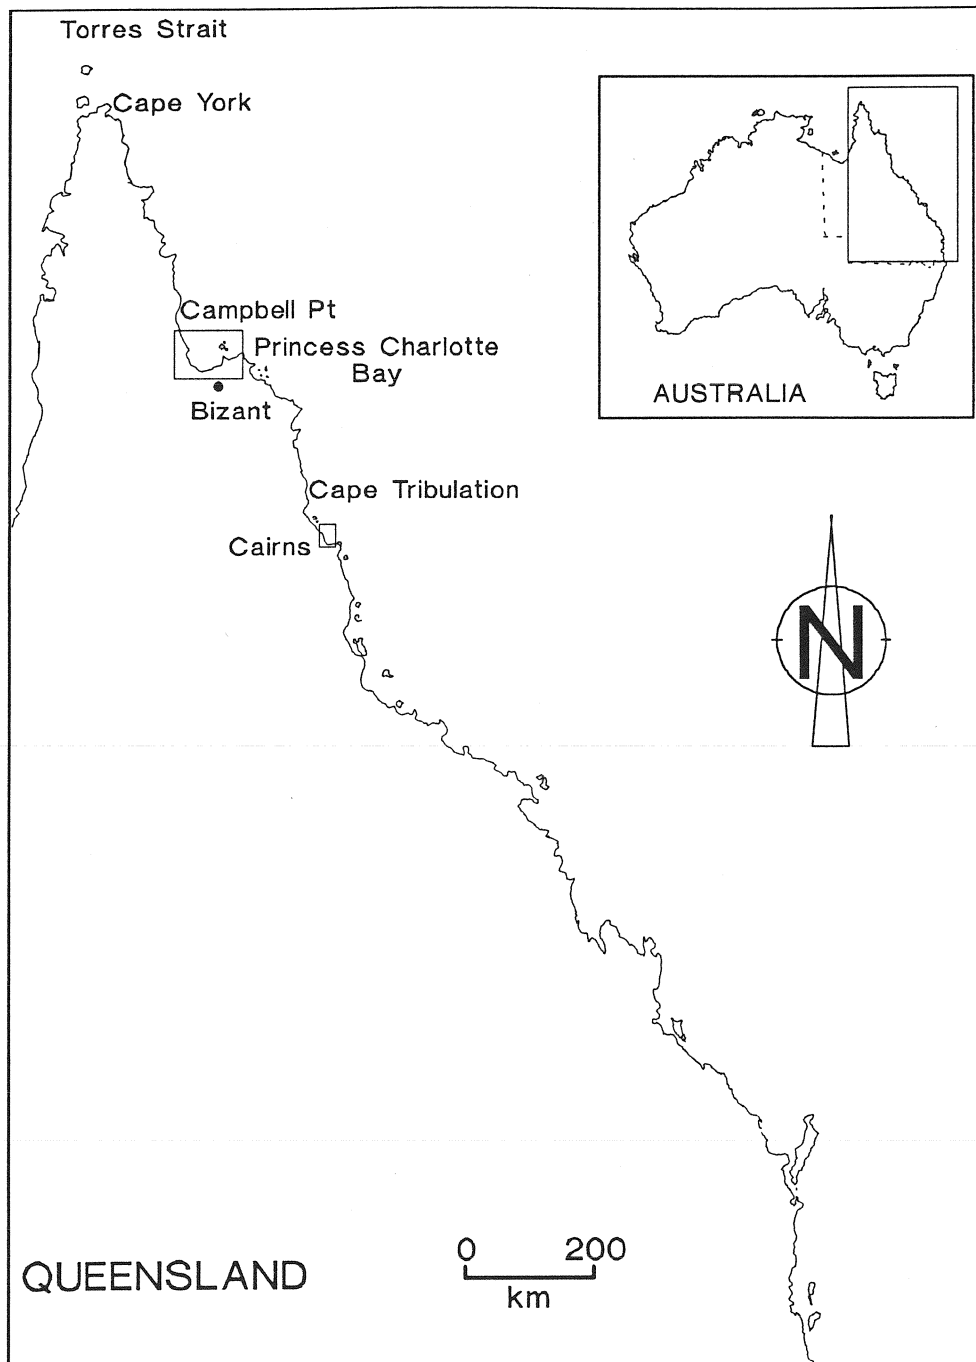 Torres Strait
Cape York
Campbell Pt
Princess Charlotte
Bay
Bizant
Cape Tribulation
Cairns
AUSTRALIA
N
QUEENSLAND
0 200
km